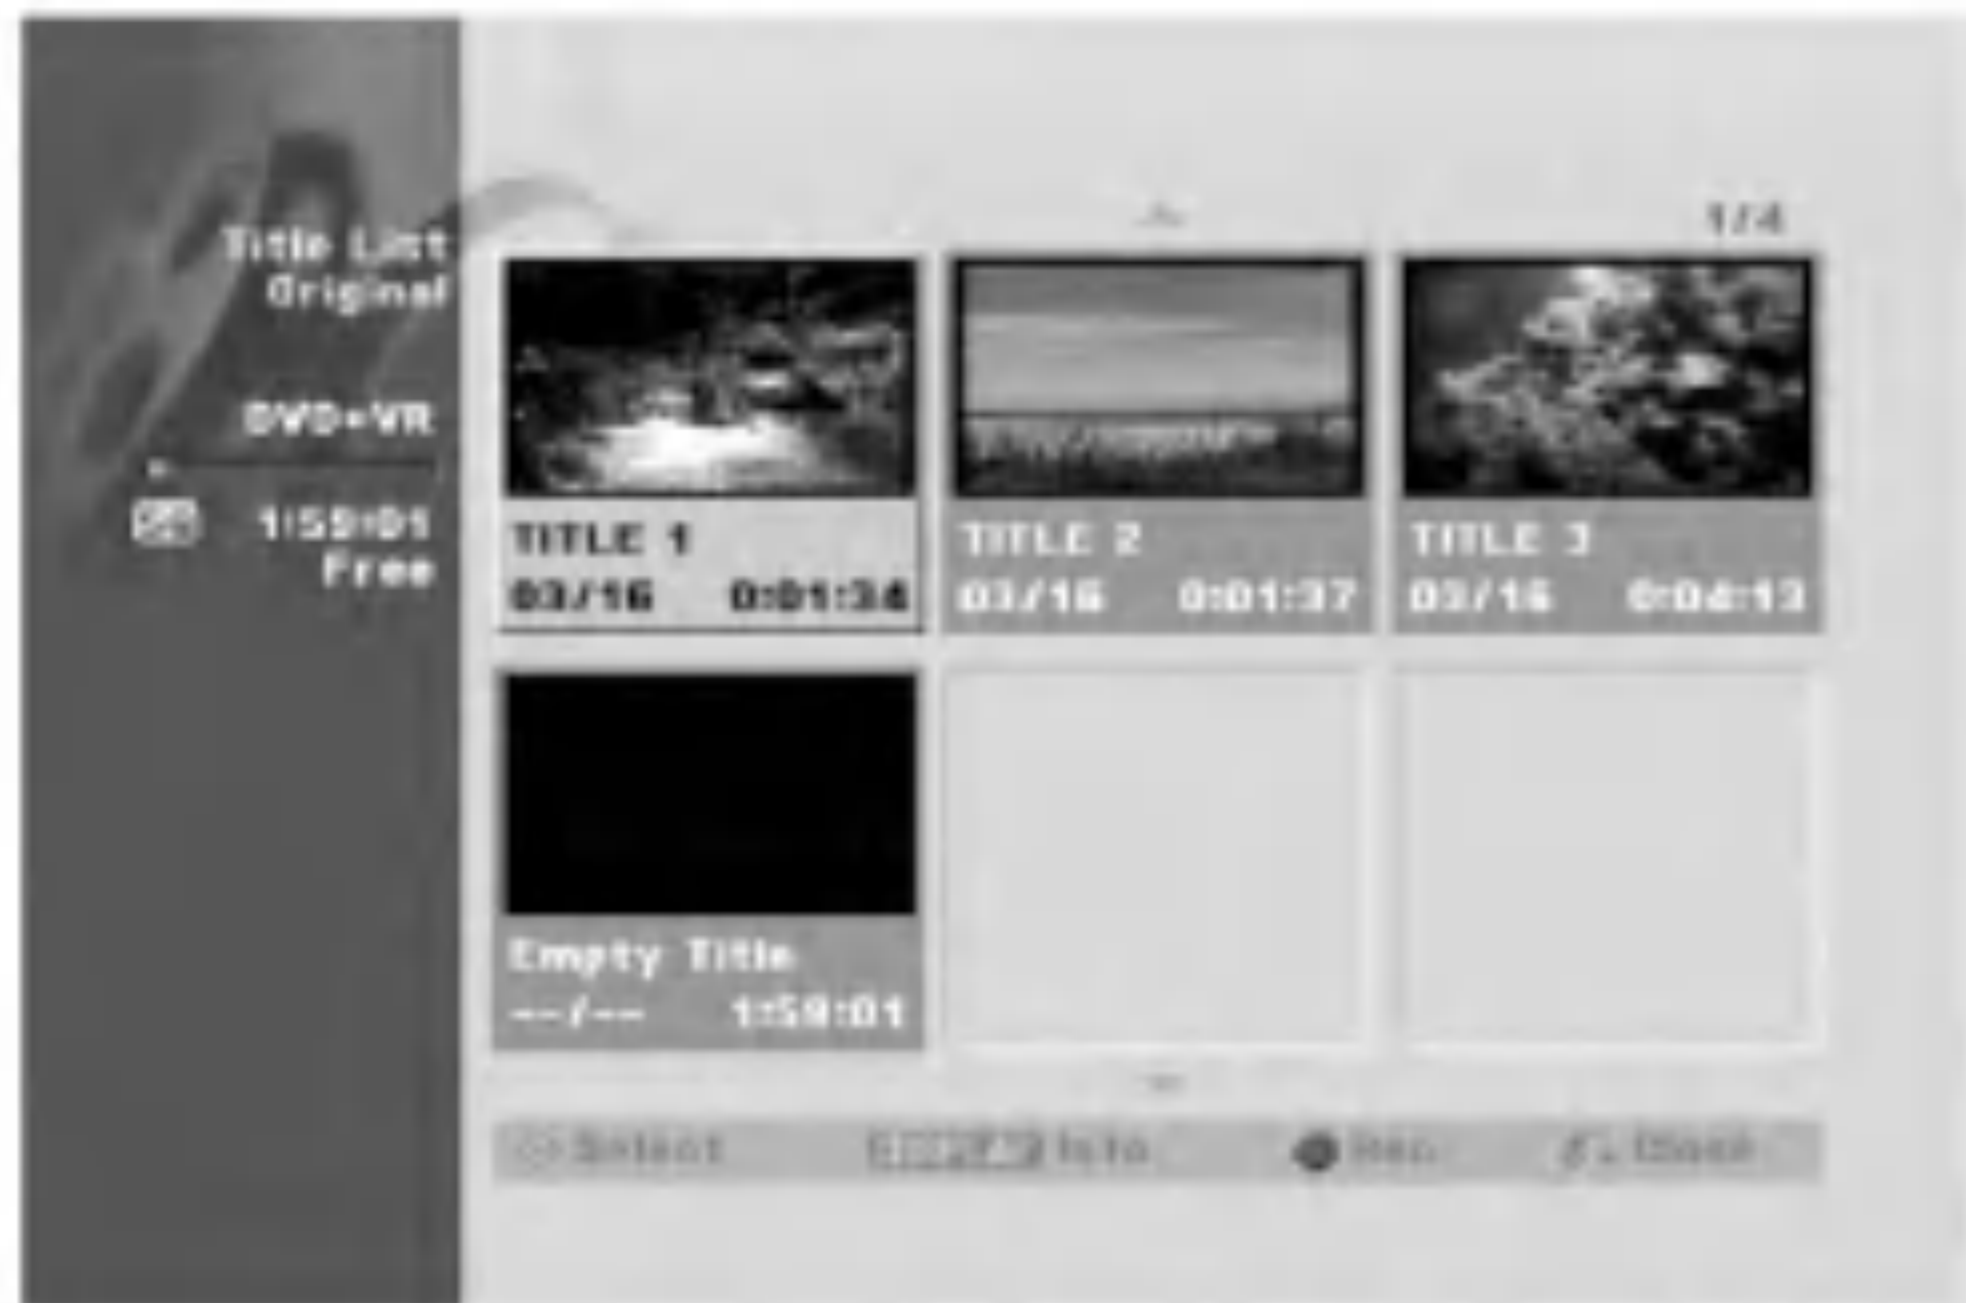 Title List
Original
DVD+VR
1:59:01
Free
1/4
TITLE 1
03/16 0:01:34
TITLE 2
03/16 0:01:37
TITLE 3
03/16 0:04:13
Empty Title
--/-- 1:59:01
Select
Info
Rec.
Close